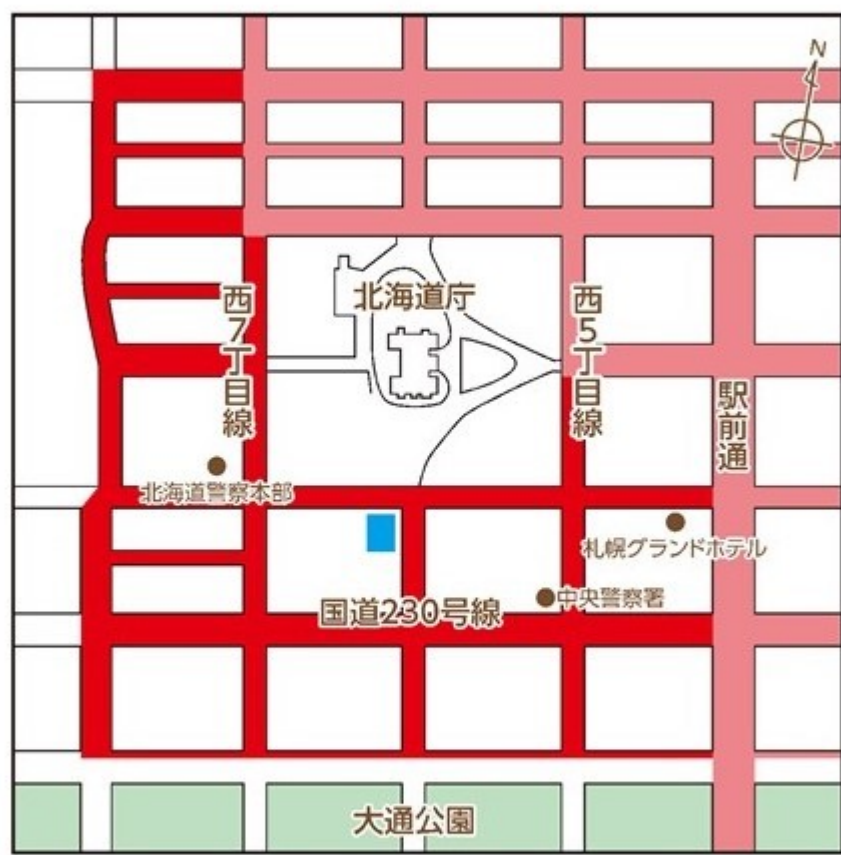 N
北海道庁
西7丁目線
西5丁目線
駅前通
北海道警察本部
札幌グランドホテル
中央警察署
国道230号線
大通公園